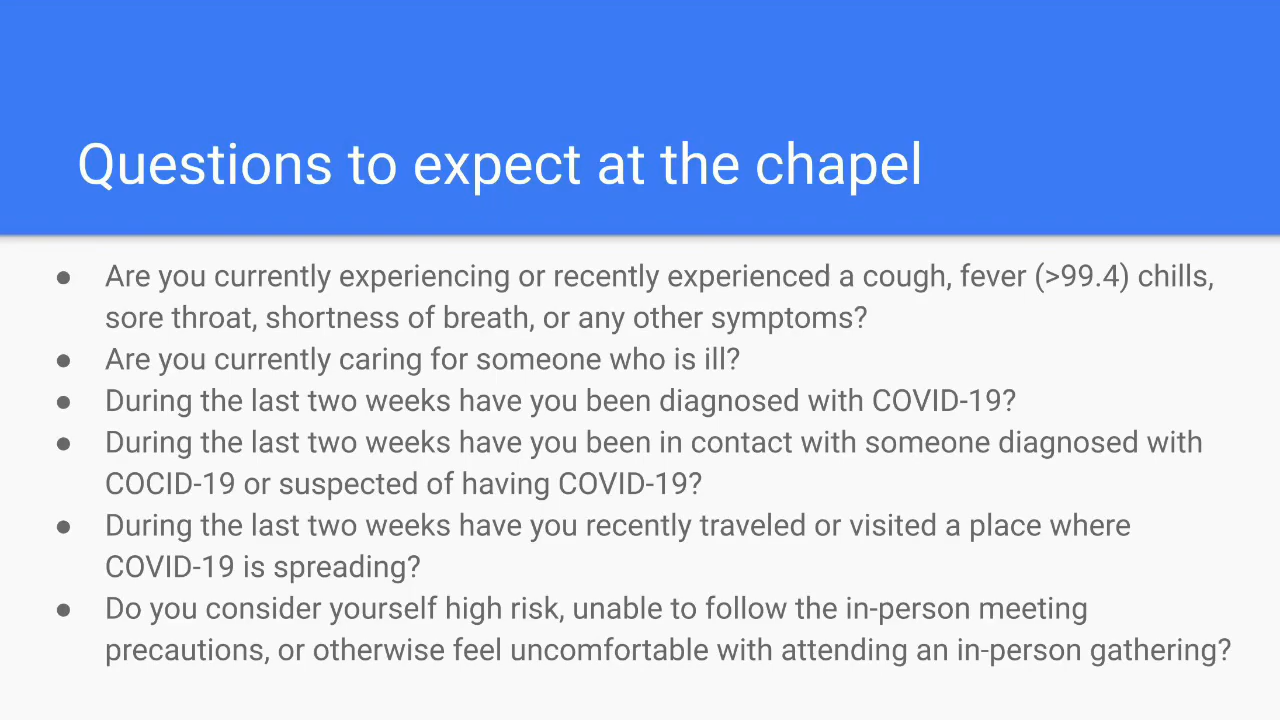 Questions to expect at the chapel
● Are you currently experiencing or recently experienced a cough, fever (>99.4) chills,
sore throat, shortness of breath, or any other symptoms?
● Are you currently caring for someone who is ill?
● During the last two weeks have you been diagnosed with COVID-19?
● During the last two weeks have you been in contact with someone diagnosed with
COCID-19 or suspected of having COVID-19?
● During the last two weeks have you recently traveled or visited a place where
COVID-19 is spreading?
● Do you consider yourself high risk, unable to follow the in-person meeting
precautions, or otherwise feel uncomfortable with attending an in-person gathering?